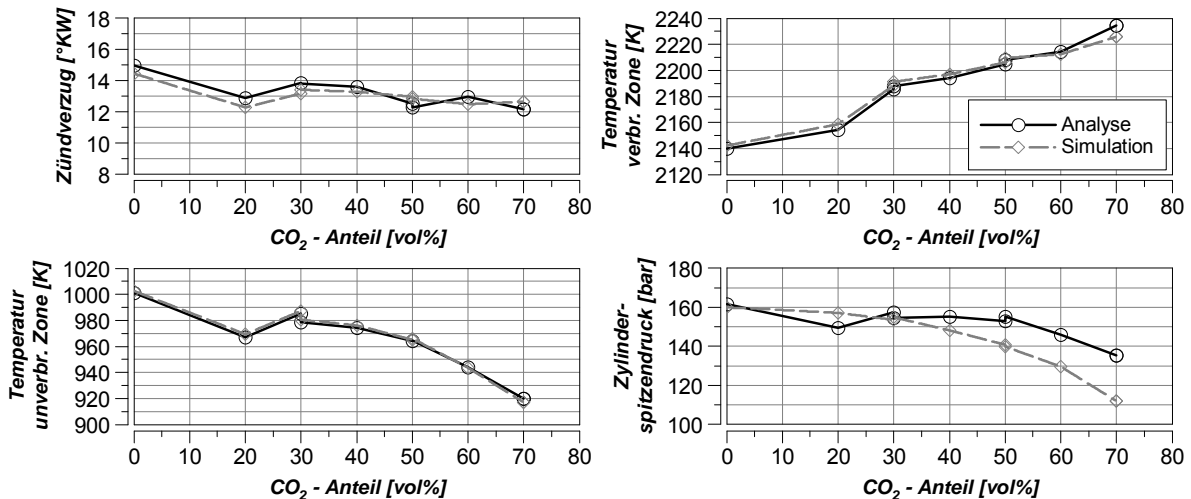 Zündverzug [°KW]
18
16
14
12
10
8
0 10 20 30 40 50 60 70 80
CO2 - Anteil [vol%]
Temperatur
verbr. Zone [K]
2240
2220
2200
2180
2160
2140
2120
0 10 20 30 40 50 60 70 80
CO2 - Anteil [vol%]
Analyse
Simulation
Temperatur
unverbr. Zone [K]
1020
1000
980
960
940
920
900
0 10 20 30 40 50 60 70 80
CO2 - Anteil [vol%]
Zylinder-
spitzendruck [bar]
180
160
140
120
100
0 10 20 30 40 50 60 70 80
CO2 - Anteil [vol%]